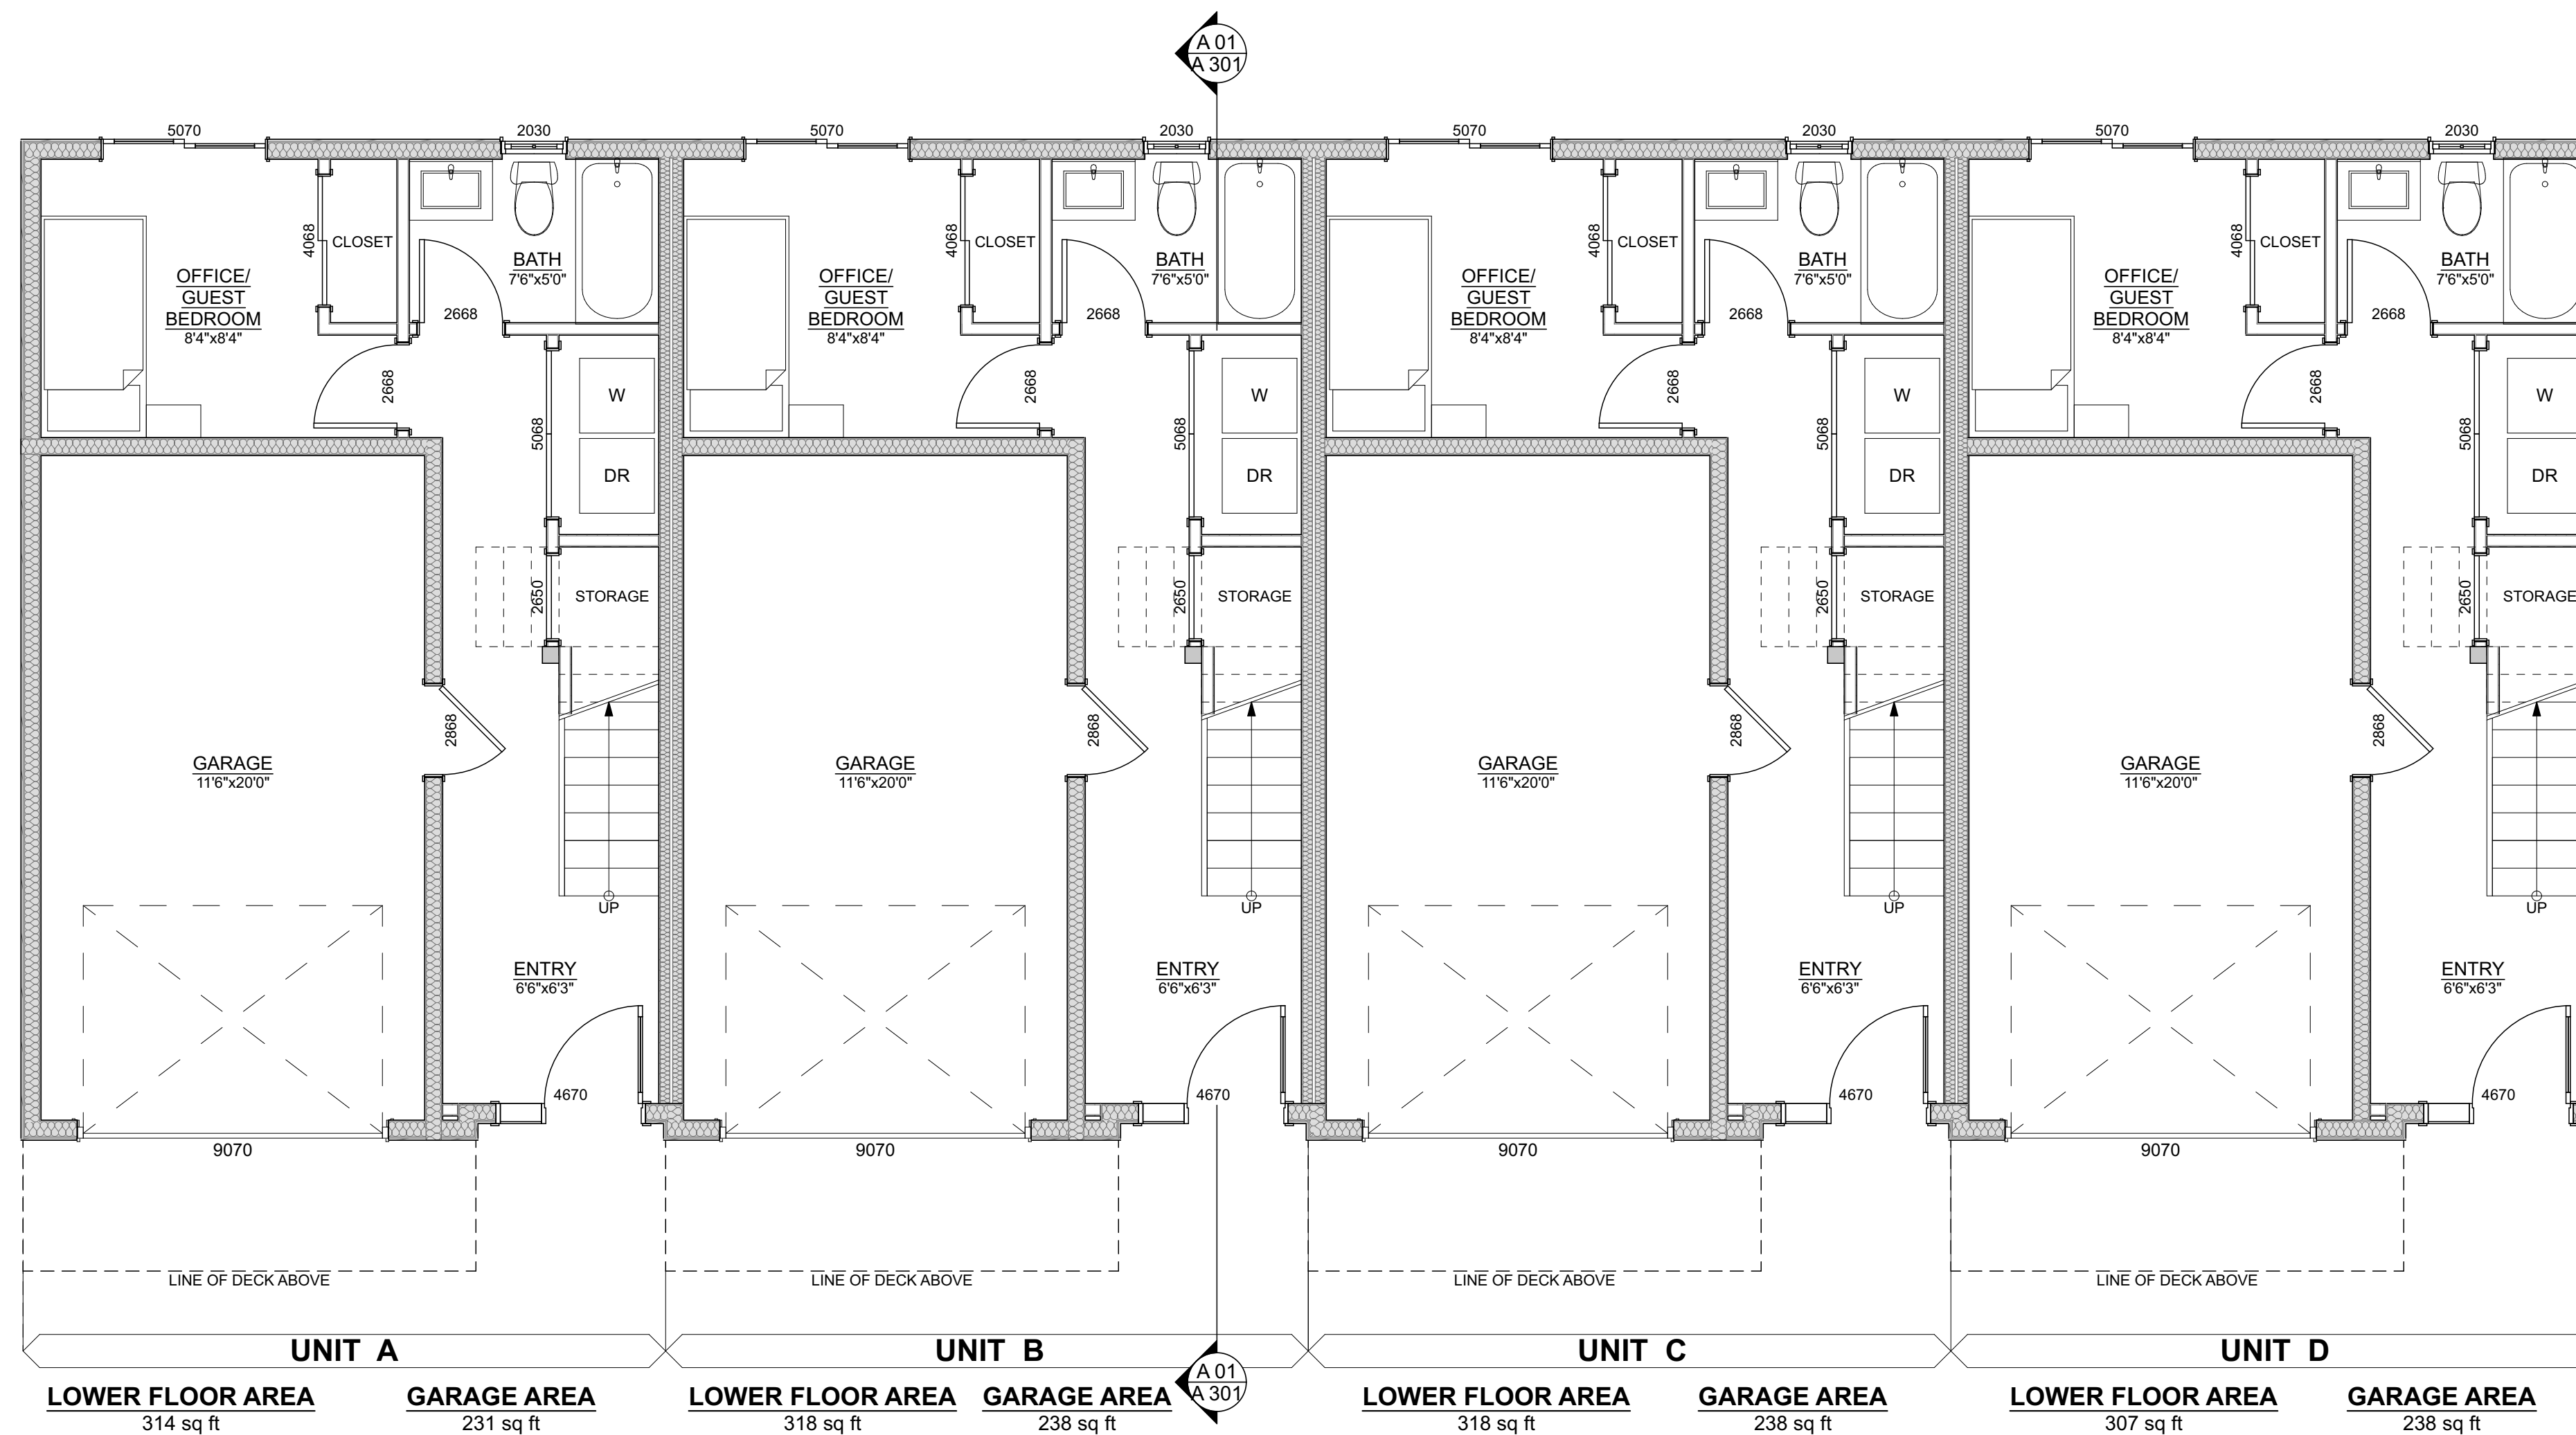 A 01
A 301
5070
2030
5070
2030
5070
2030
5070
2030
4068
CLOSET
BATH
7'6"x5'0"
OFFICE/
GUEST
BEDROOM
8'4"x8'4"
2668
2668
W
5068
DR
2650
STORAGE
2868
GARAGE
11'6"x20'0"
UP
ENTRY
6'6"x6'3"
4670
9070
LINE OF DECK ABOVE
4068
CLOSET
BATH
7'6"x5'0"
OFFICE/
GUEST
BEDROOM
8'4"x8'4"
2668
2668
W
5068
DR
2650
STORAGE
2868
GARAGE
11'6"x20'0"
UP
ENTRY
6'6"x6'3"
4670
9070
LINE OF DECK ABOVE
4068
CLOSET
BATH
7'6"x5'0"
OFFICE/
GUEST
BEDROOM
8'4"x8'4"
2668
2668
W
5068
DR
2650
STORAGE
2868
GARAGE
11'6"x20'0"
UP
ENTRY
6'6"x6'3"
4670
9070
LINE OF DECK ABOVE
4068
CLOSET
BATH
7'6"x5'0"
OFFICE/
GUEST
BEDROOM
8'4"x8'4"
2668
2668
W
5068
DR
2650
STORAGE
2868
GARAGE
11'6"x20'0"
UP
ENTRY
6'6"x6'3"
4670
9070
LINE OF DECK ABOVE
UNIT A
UNIT B
UNIT C
UNIT D
A 01
A 301
LOWER FLOOR AREA
314 sq ft
GARAGE AREA
231 sq ft
LOWER FLOOR AREA
318 sq ft
GARAGE AREA
238 sq ft
LOWER FLOOR AREA
318 sq ft
GARAGE AREA
238 sq ft
LOWER FLOOR AREA
307 sq ft
GARAGE AREA
238 sq ft